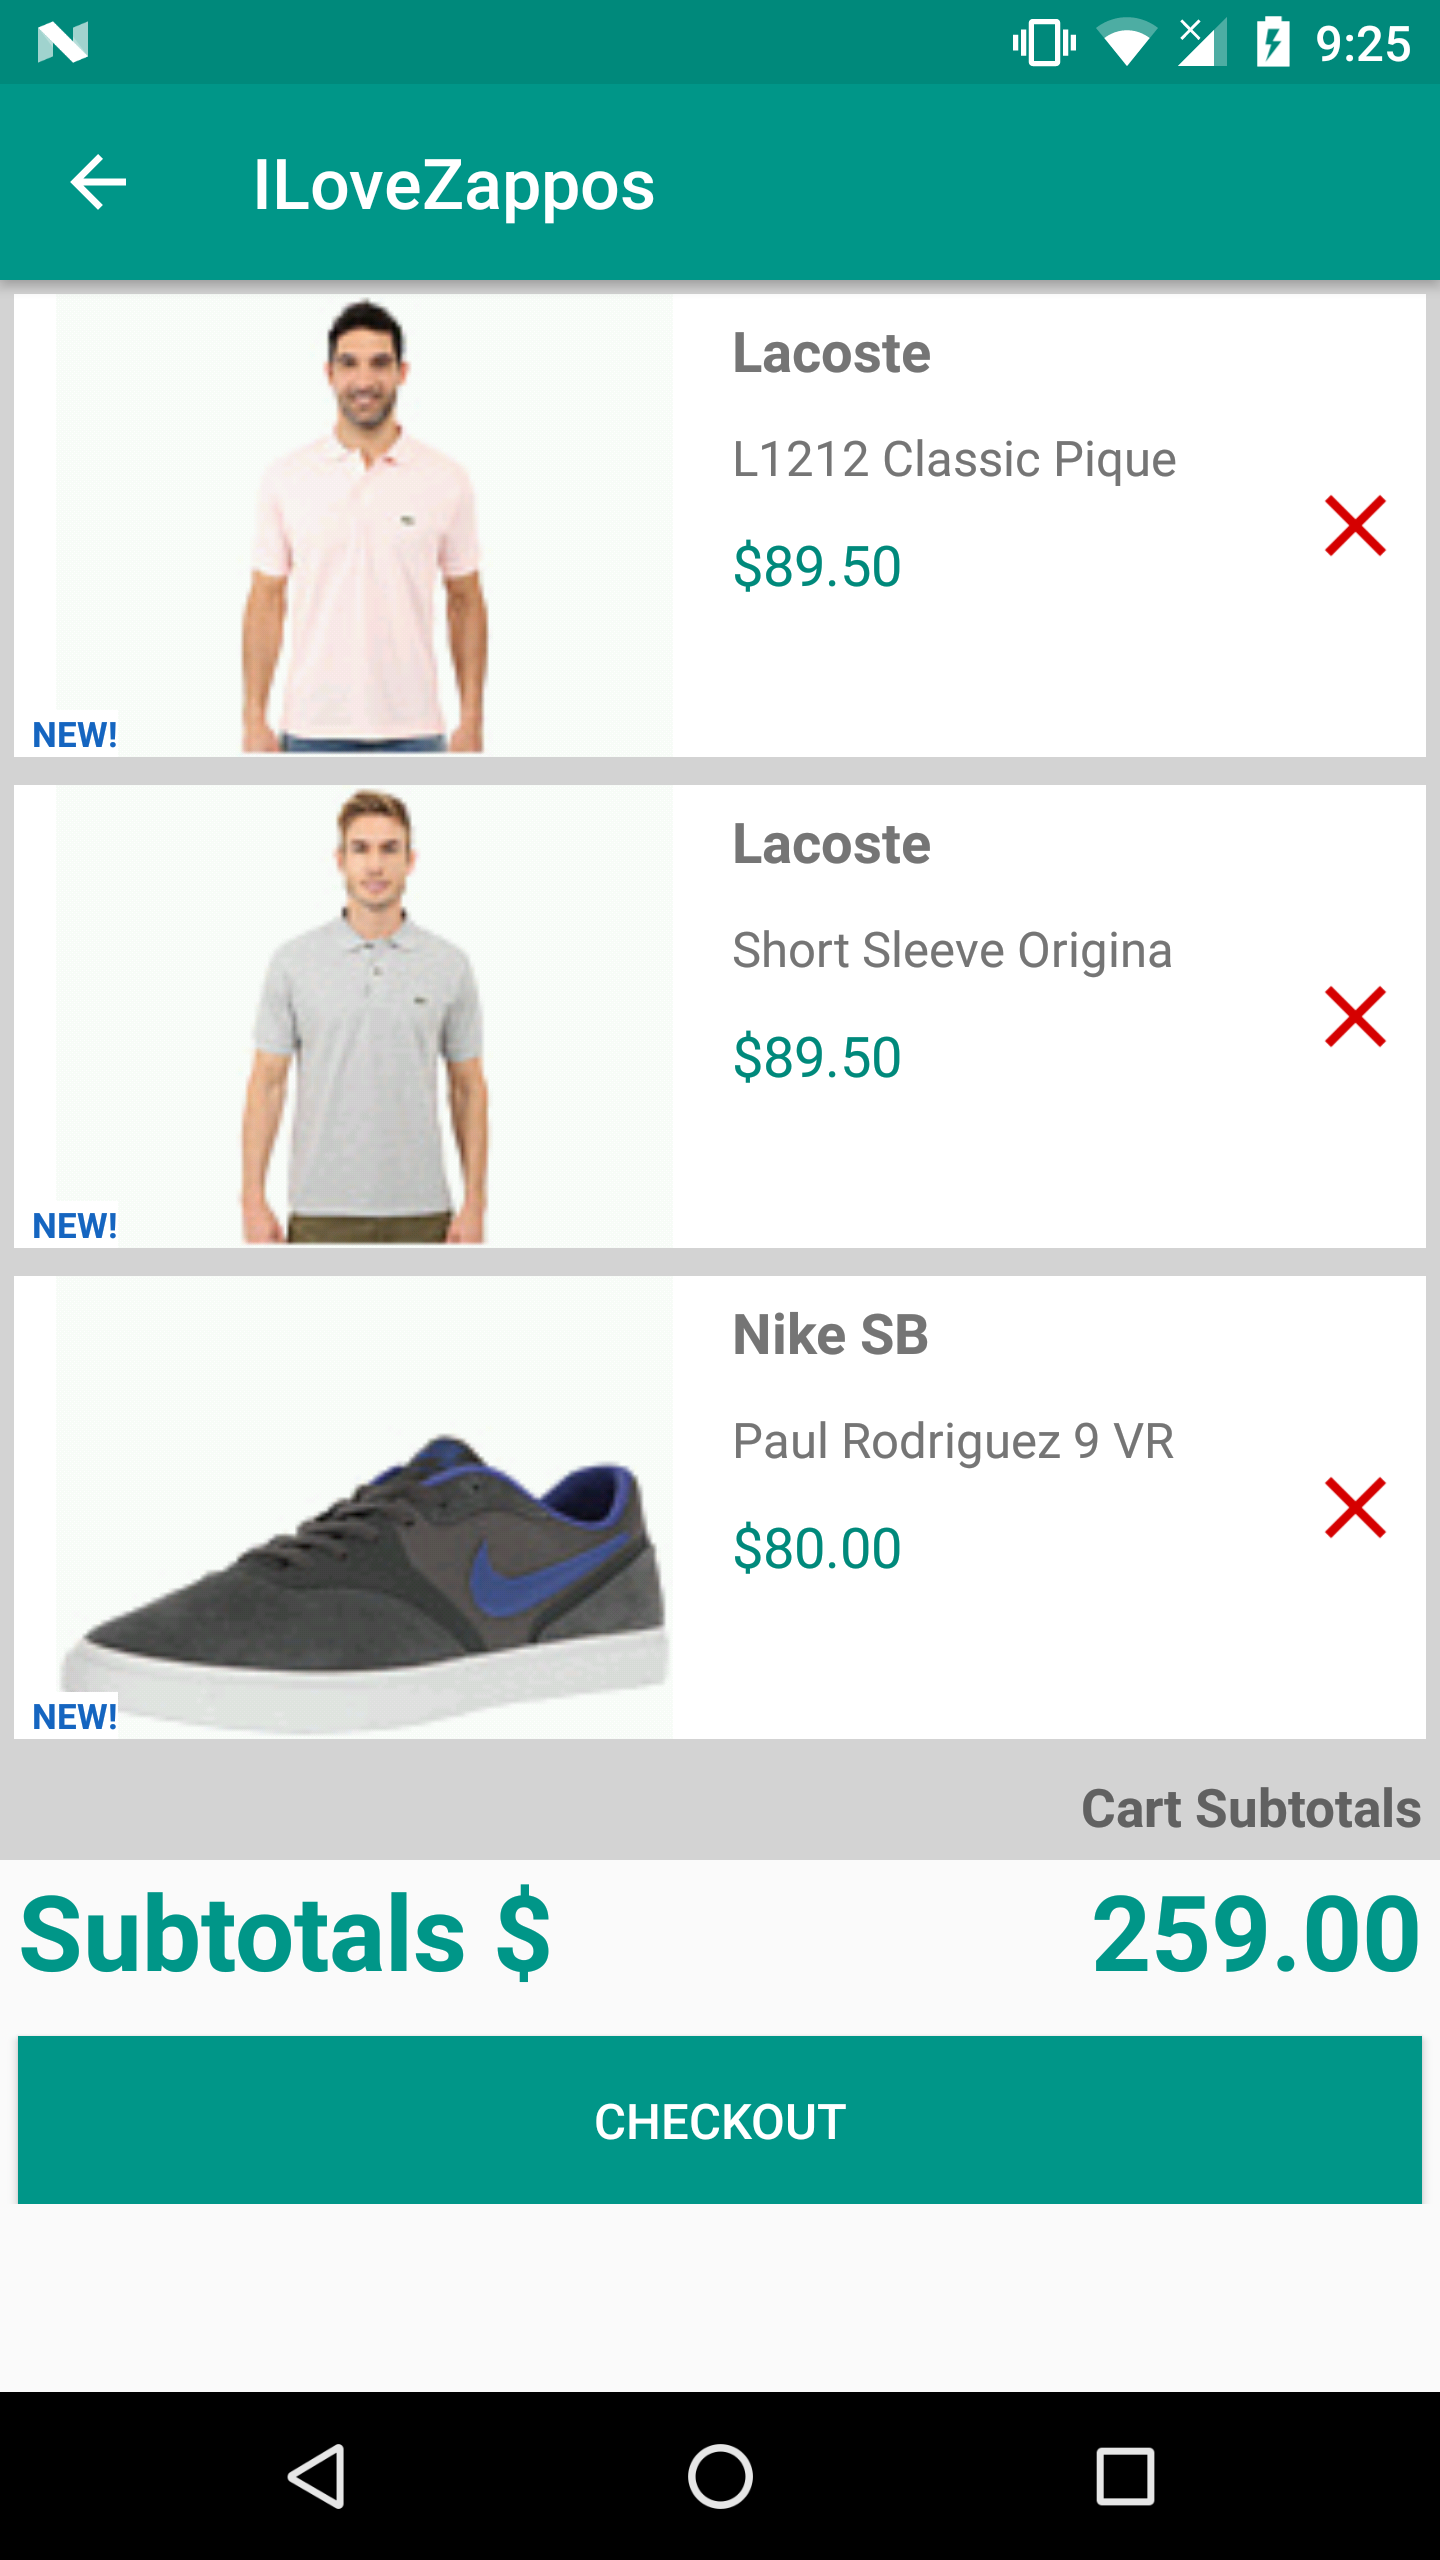 9:25
ILoveZappos
Lacoste
L1212 Classic Pique
$89.50
NEW!
Lacoste
Short Sleeve Origina
$89.50
NEW!
Nike SB
Paul Rodriguez 9 VR
$80.00
NEW!
Cart Subtotals
Subtotals $ 259.00
CHECKOUT